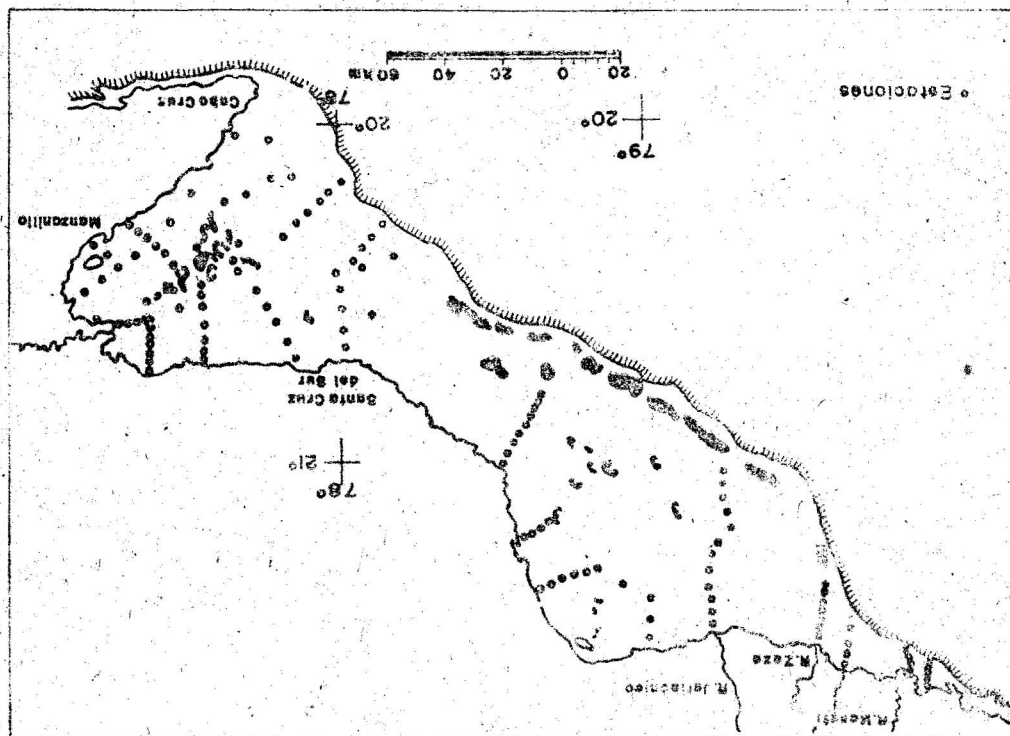 R. Jatibonico
R. Zaza
78°
21°
Santa Cruz
del Sur
Manzanillo
79°
20°
20°
78
Cabo Cruz
° Estaciones
20 0 20 40 60 km